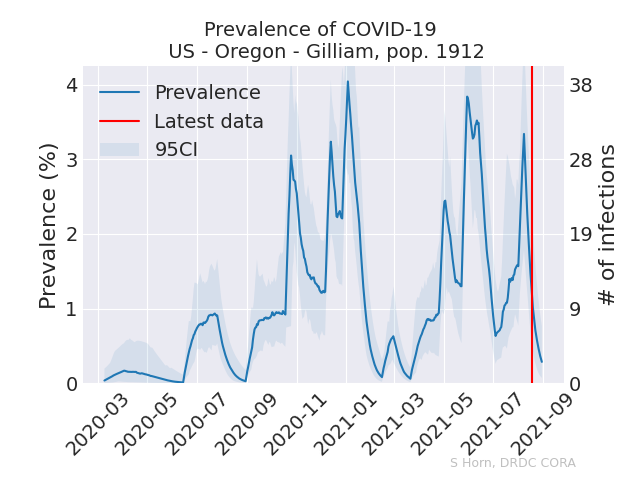 Prevalence of COVID-19
US - Oregon - Gilliam, pop. 1912
Prevalence
Latest data
95CI
Prevalence (%)
4
3
2
1
0
38
28
19
9
0
# of infections
2020-03
2020-05
2020-07
2020-09
2020-11
2021-01
2021-03
2021-05
2021-07
2021-09
S Horn, DRDC CORA